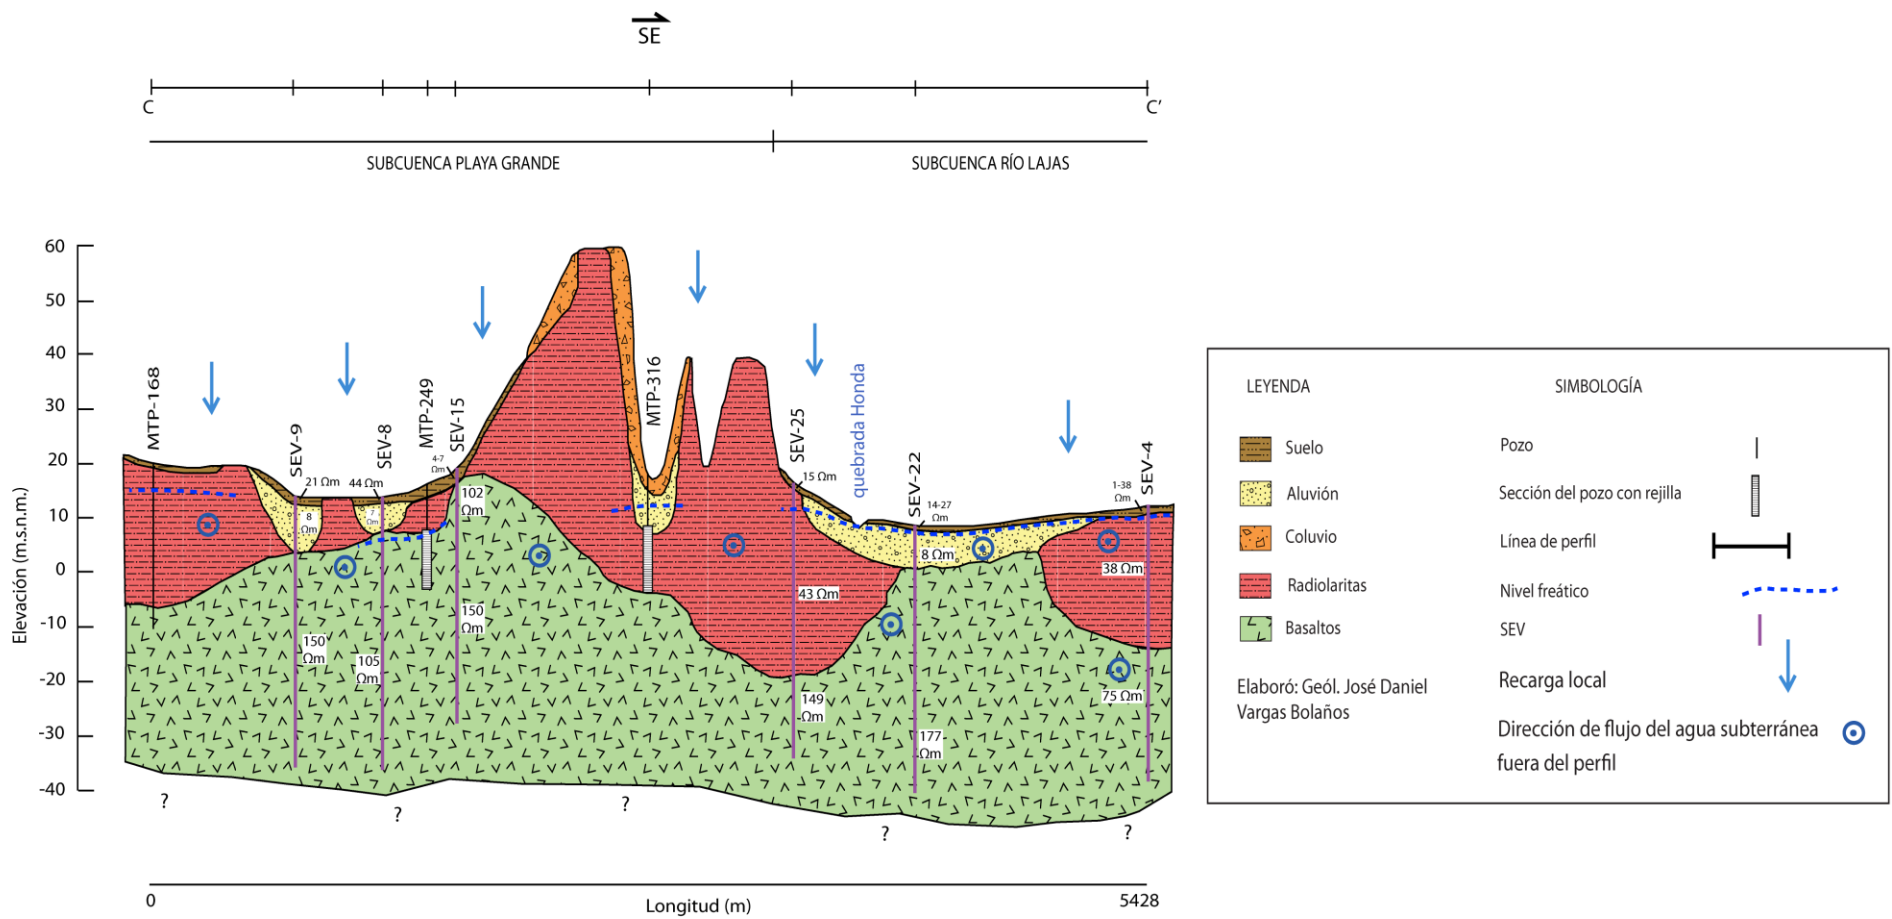 SE
C
C'
SUBCUENCA PLAYA GRANDE
SUBCUENCA RÍO LAJAS
Elevación (m.s.n.m.)
60
50
40
30
20
10
0
-10
-20
-30
-40
MTP-168
SEV-9
SEV-8
MTP-249
SEV-15
MTP-316
SEV-25
quebrada Honda
SEV-22
SEV-4
21 Ωm
44 Ωm
4-7
Ωm
15 Ωm
14-27
Ωm
1-38
Ωm
8
Ωm
7
Ωm
102
Ωm
8 Ωm
38 Ωm
43 Ωm
150
Ωm
150
Ωm
105
Ωm
149
Ωm
177
Ωm
75 Ωm
?
?
?
?
?
0
Longitud (m)
5428
LEYENDA
Suelo
Aluvión
Coluvio
Radiolaritas
Basaltos
Elaboró: Geól. José Daniel
Vargas Bolaños
SIMBOLOGÍA
Pozo
Sección del pozo con rejilla
Línea de perfil
Nivel freático
SEV
Recarga local
Dirección de flujo del agua subterránea
fuera del perfil